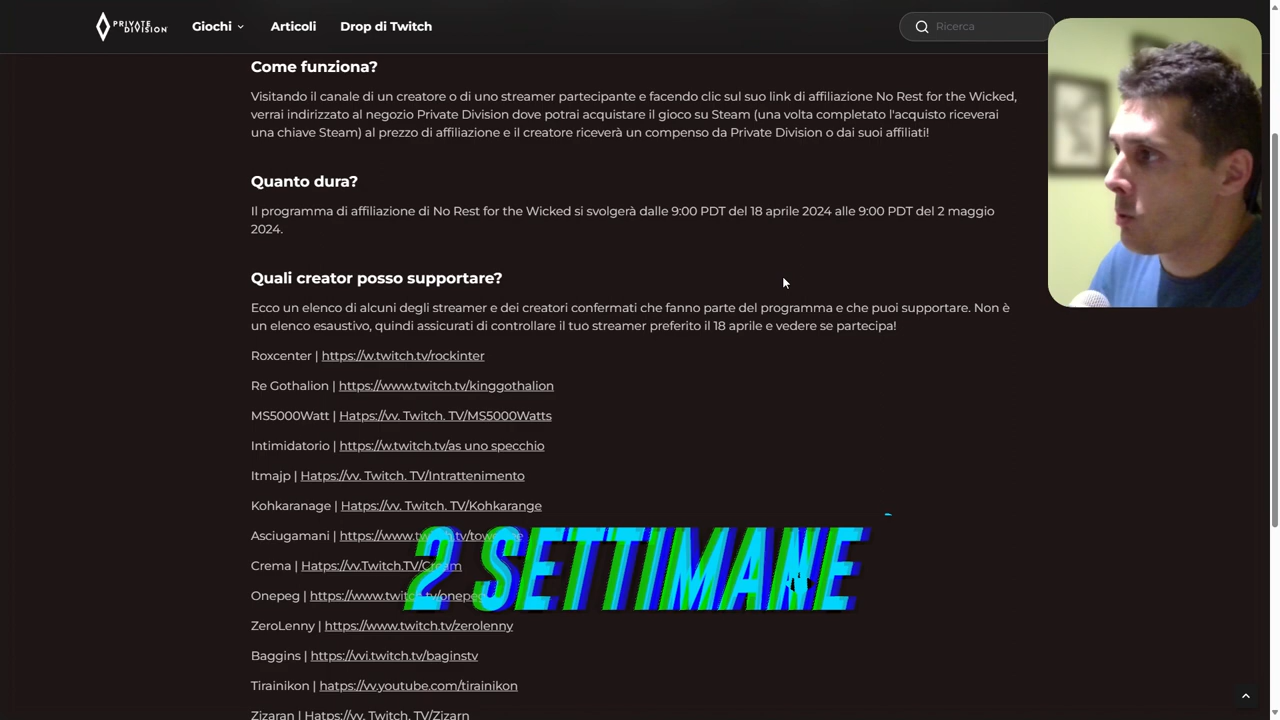 PRIVATE DIVISION Giochi Articoli Drop di Twitch Ricerca
Come funziona?
Visitando il canale di un creatore o di uno streamer partecipante e facendo clic sul suo link di affiliazione No Rest for the Wicked,
verrai indirizzato al negozio Private Division dove potrai acquistare il gioco su Steam (una volta completato l'acquisto riceverai
una chiave Steam) al prezzo di affiliazione e il creatore riceverà un compenso da Private Division o dai suoi affiliati!
Quanto dura?
Il programma di affiliazione di No Rest for the Wicked si svolgerà dalle 9:00 PDT del 18 aprile 2024 alle 9:00 PDT del 2 maggio
2024.
Quali creator posso supportare?
Ecco un elenco di alcuni degli streamer e dei creatori confermati che fanno parte del programma e che puoi supportare. Non è
un elenco esaustivo, quindi assicurati di controllare il tuo streamer preferito il 18 aprile e vedere se partecipa!
Roxcenter | https://w.twitch.tv/rockinter
Re Gothalion | https://www.twitch.tv/kinggothalion
MS5000Watt | Hatps://vv. Twitch. TV/MS5000Watts
Intimidatorio | https://w.twitch.tv/as uno specchio
Itmajp | Hatps://vv. Twitch. TV/Intrattenimento
Kohkaranage | Hatps://vv. Twitch. TV/Kohkarange
Asciugamani | https://www.twitch.tv/towelliee
Crema | Hatps://vv.Twitch.TV/Cream
Onepeg | https://www.twitch.tv/onepeg
2 SETTIMANE
ZeroLenny | https://www.twitch.tv/zerolenny
Baggins | https://vvi.twitch.tv/baginstv
Tirainikon | hatps://vv.youtube.com/tirainikon
Zizaran | Hatps://vv. Twitch. TV/Zizarn